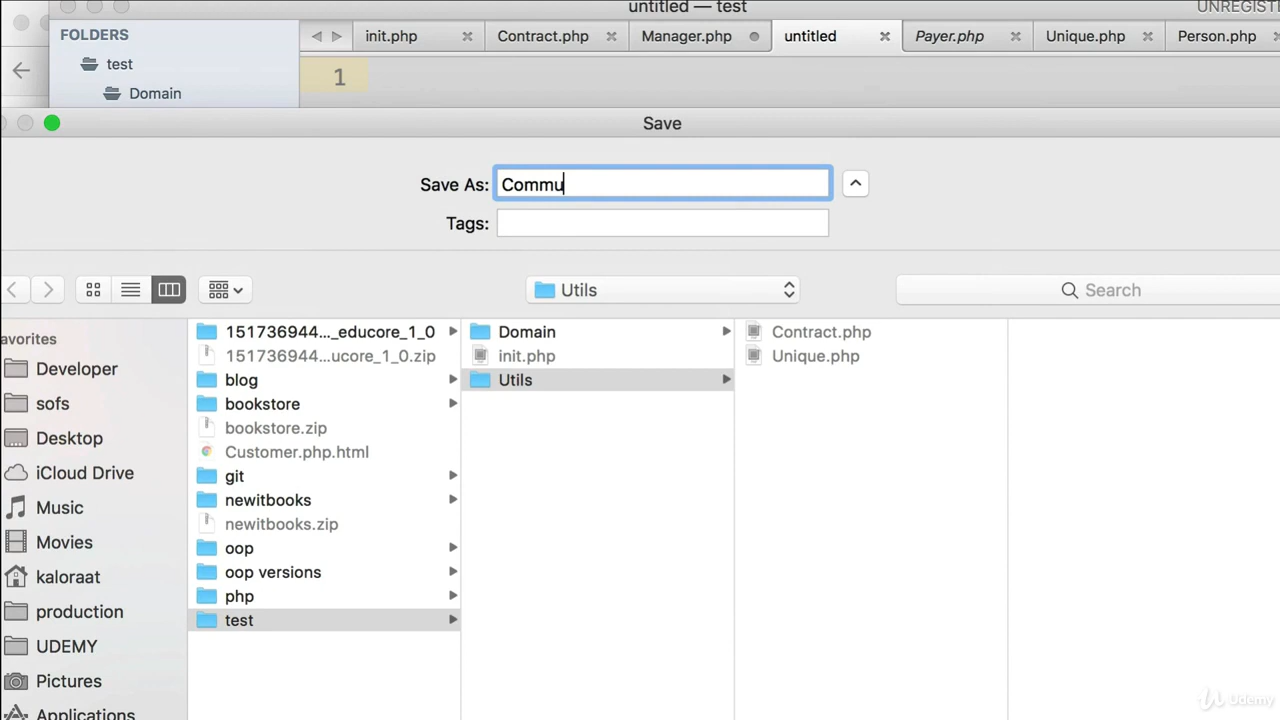 untitled — test
UNREGISTE
FOLDERS
test
Domain
init.php
Contract.php
Manager.php
untitled
Payer.php
Unique.php
Person.php
1
Save
Save As: Commu
Tags:
Utils
Search
avorites
Developer
sofs
Desktop
iCloud Drive
Music
Movies
kaloraat
production
UDEMY
Pictures
Applications
151736944..._educore_1_0
151736944...ucore_1_0.zip
blog
bookstore
bookstore.zip
Customer.php.html
git
newitbooks
newitbooks.zip
oop
oop versions
php
test
Domain
init.php
Utils
Contract.php
Unique.php
Udemy